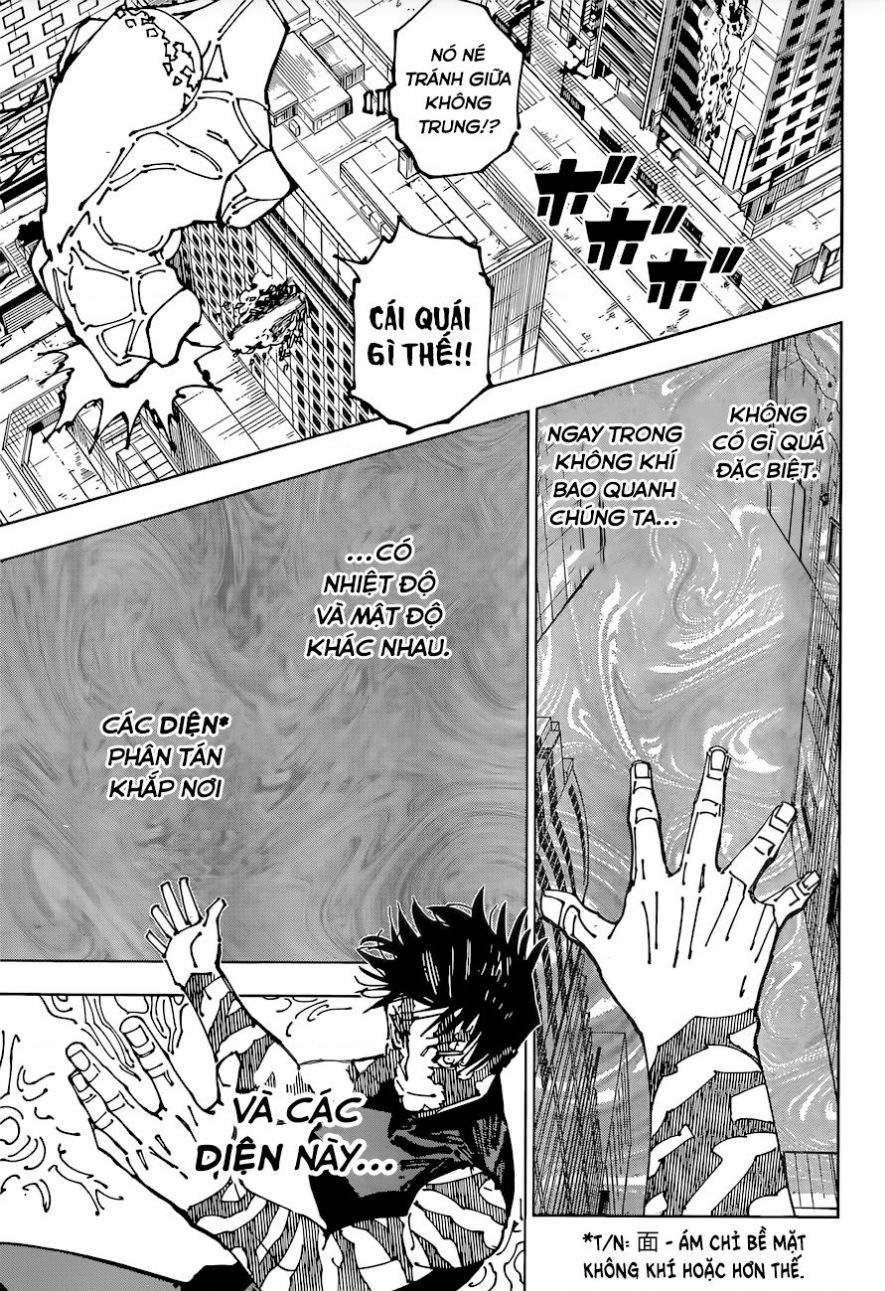 NÓ NÉ
TRÁNH GIỮA
KHÔNG
TRUNG!?
ボボボ
CÁI QUÁI
GÌ THẾ!!
KHÔNG
CÓ GÌ QUÁ
ĐẶC BIỆT.
NGAY TRONG
KHÔNG KHÍ
BAO QUANH
CHÚNG TA...
...CÓ
NHIỆT ĐỘ
VÀ MẬT ĐỘ
KHÁC NHAU.
CÁC DIỆN*
PHÂN TÁN
KHẮP NƠI
VÀ CÁC
DIỆN NÀY...
*T/N: 面 - ÁM CHỈ BỀ MẶT
KHÔNG KHÍ HOẶC HƠN THẾ.